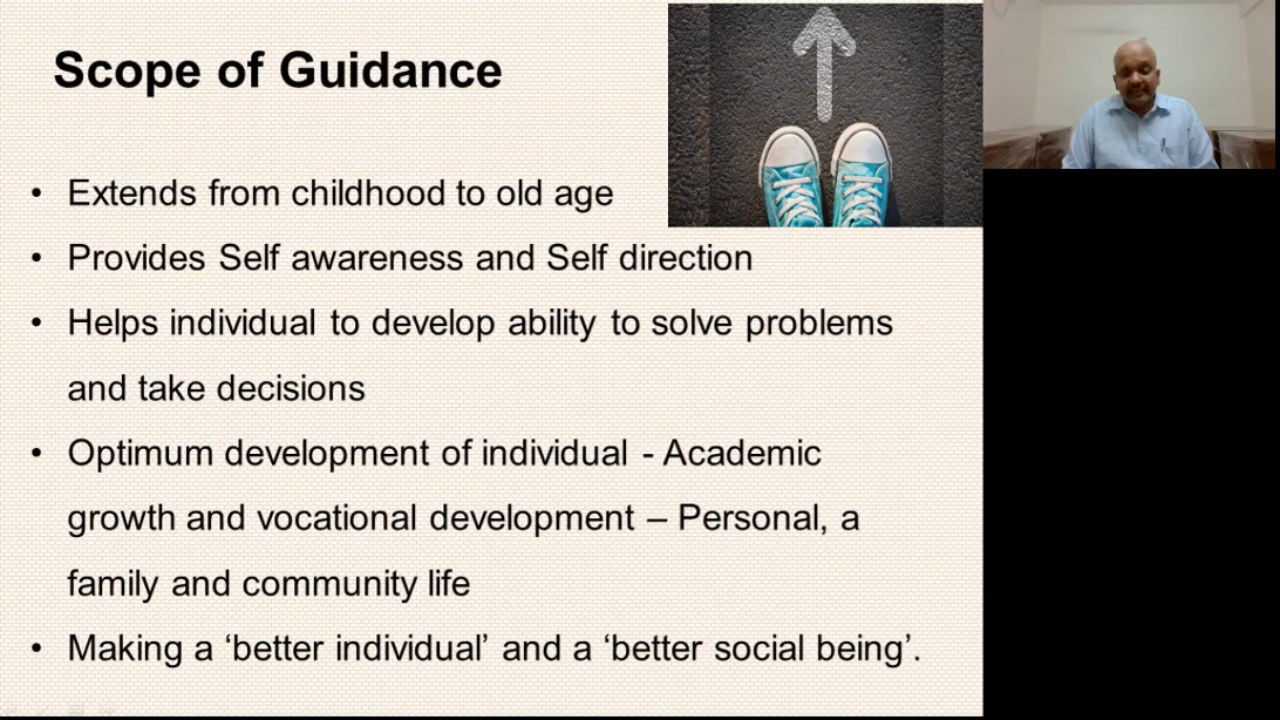 Scope of Guidance
• Extends from childhood to old age
• Provides Self awareness and Self direction
• Helps individual to develop ability to solve problems
and take decisions
• Optimum development of individual - Academic
growth and vocational development – Personal, a
family and community life
• Making a ‘better individual’ and a ‘better social being’.